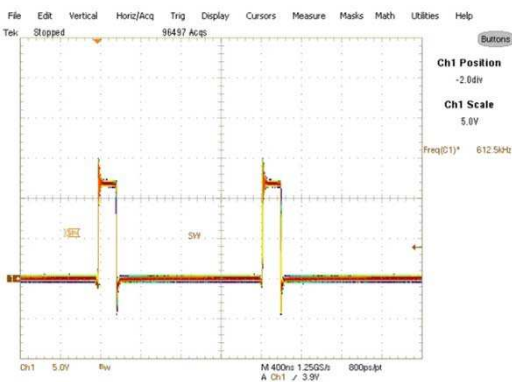 File Edit Vertical Horiz/Acq Trig Display Cursors Measure Masks Math Utilities Help
Tek Stopped 96497 Acqs
Buttons
Ch1 Position
-2.0div
Ch1 Scale
5.0V
Freq(C1)* 612.5kHz
SW
Ch1 5.0V Bw
M 400ns 1.25GS/s 800ps/pt
A Ch1 / 3.9V